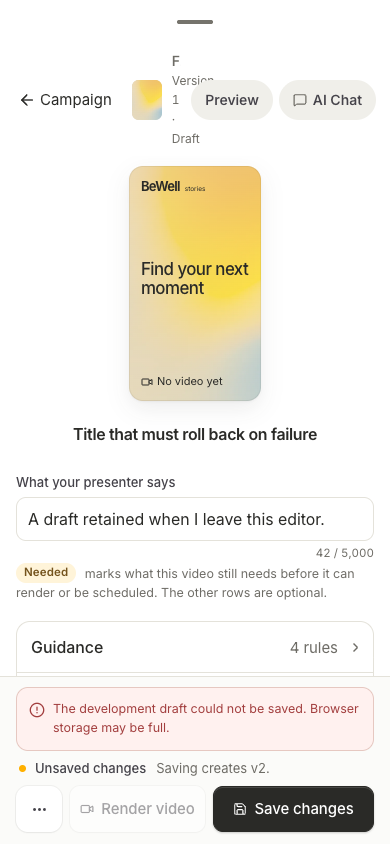 F
Version
1
·
Draft
Campaign
Preview
AI Chat
BeWell stories
Find your next
moment
No video yet
Title that must roll back on failure
What your presenter says
A draft retained when I leave this editor.
42 / 5,000
Needed marks what this video still needs before it can
render or be scheduled. The other rows are optional.
Guidance 4 rules
The development draft could not be saved. Browser
storage may be full.
Unsaved changes Saving creates v2.
Render video
Save changes